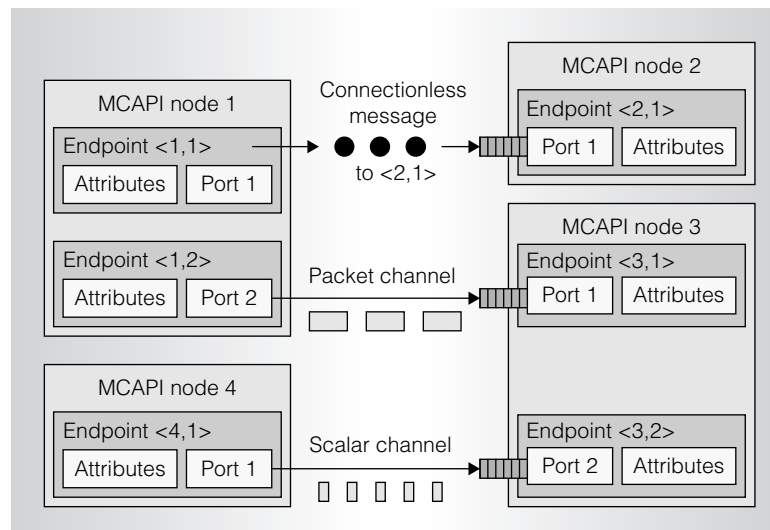 MCAPI node 1
Endpoint <1,1>
Attributes
Port 1
Endpoint <1,2>
Attributes
Port 2
MCAPI node 4
Endpoint <4,1>
Attributes
Port 1
Connectionless
message
to <2,1>
Packet channel
Scalar channel
MCAPI node 2
Endpoint <2,1>
Port 1
Attributes
MCAPI node 3
Endpoint <3,1>
Port 1
Attributes
Endpoint <3,2>
Port 2
Attributes